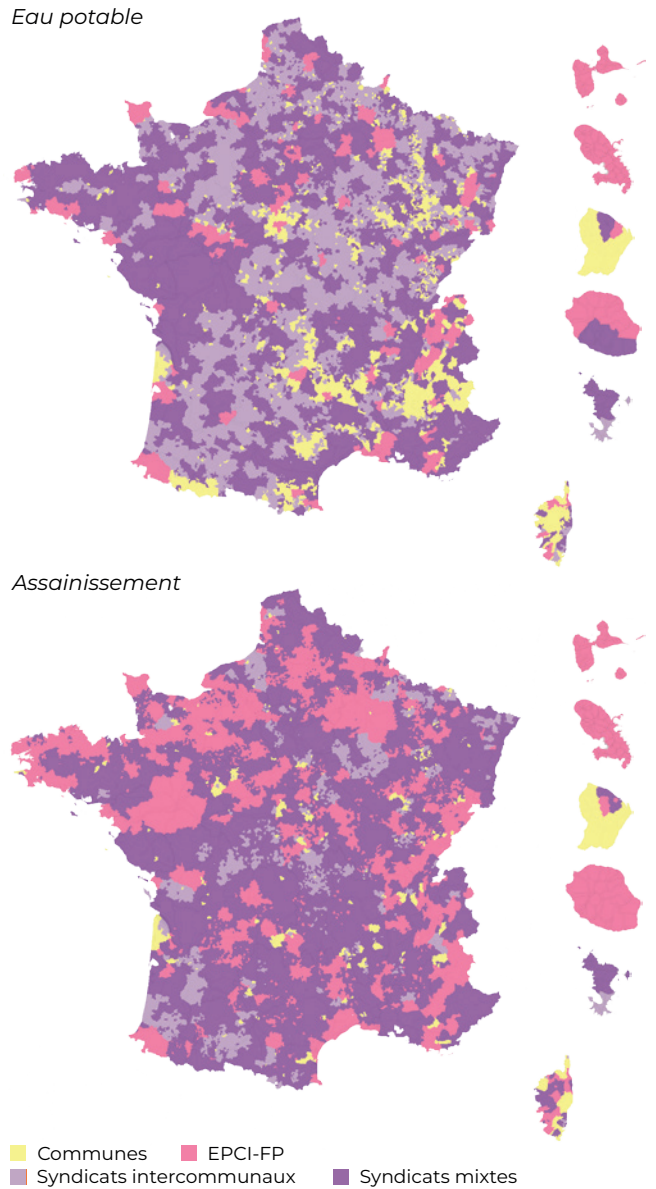 Eau potable
Assainissement
Communes EPCI-FP
Syndicats intercommunaux Syndicats mixtes